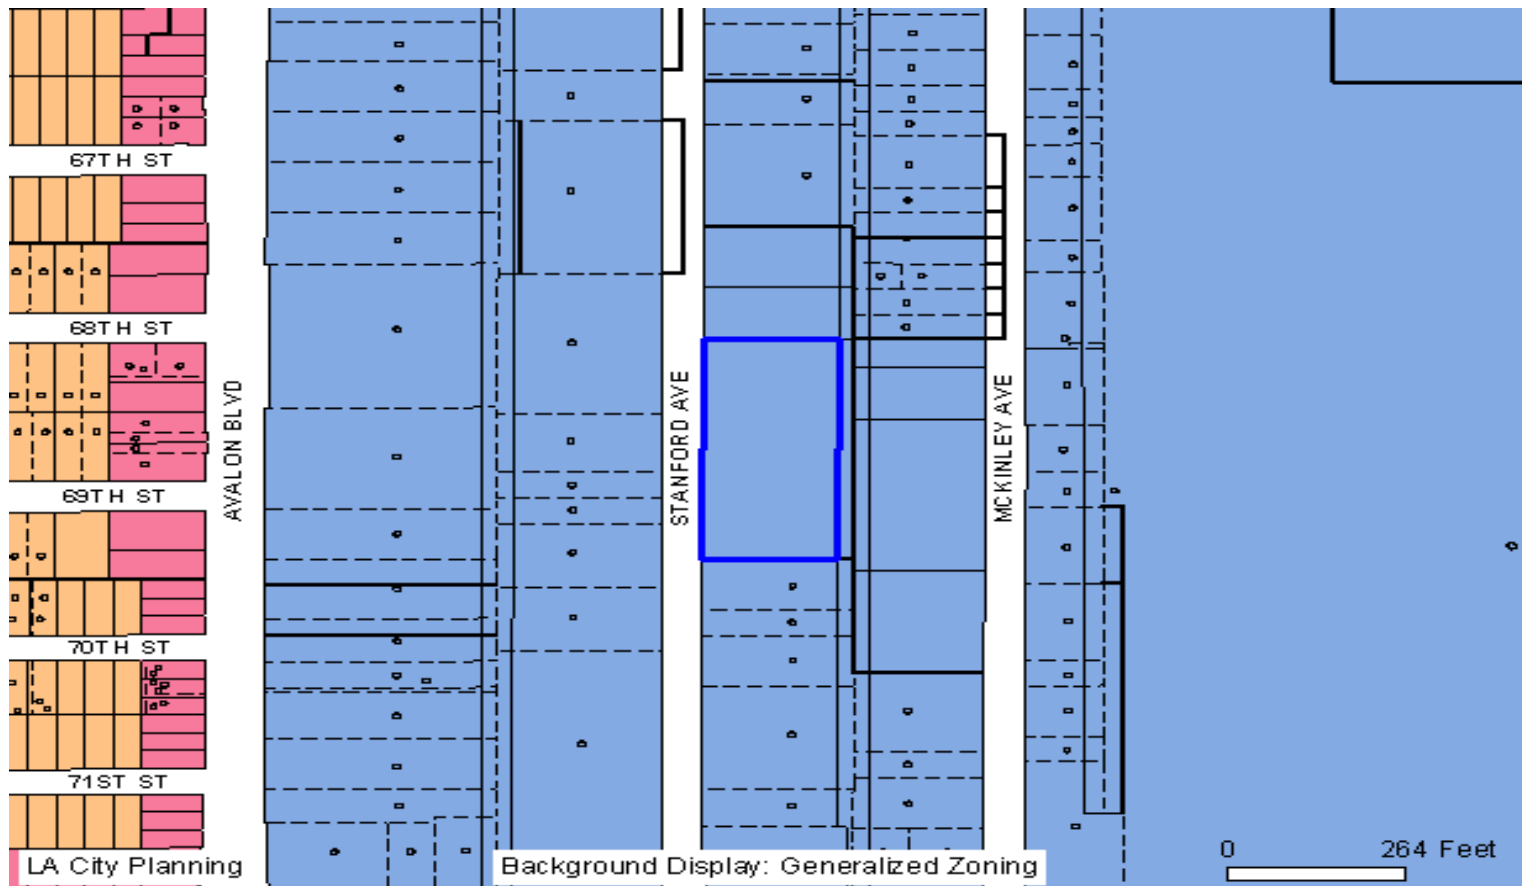 67TH ST
68TH ST
AVALON BLVD
STANFORD AVE
MCKINLEY AVE
69TH ST
70TH ST
71ST ST
0 264 Feet
LA City Planning
Background Display: Generalized Zoning